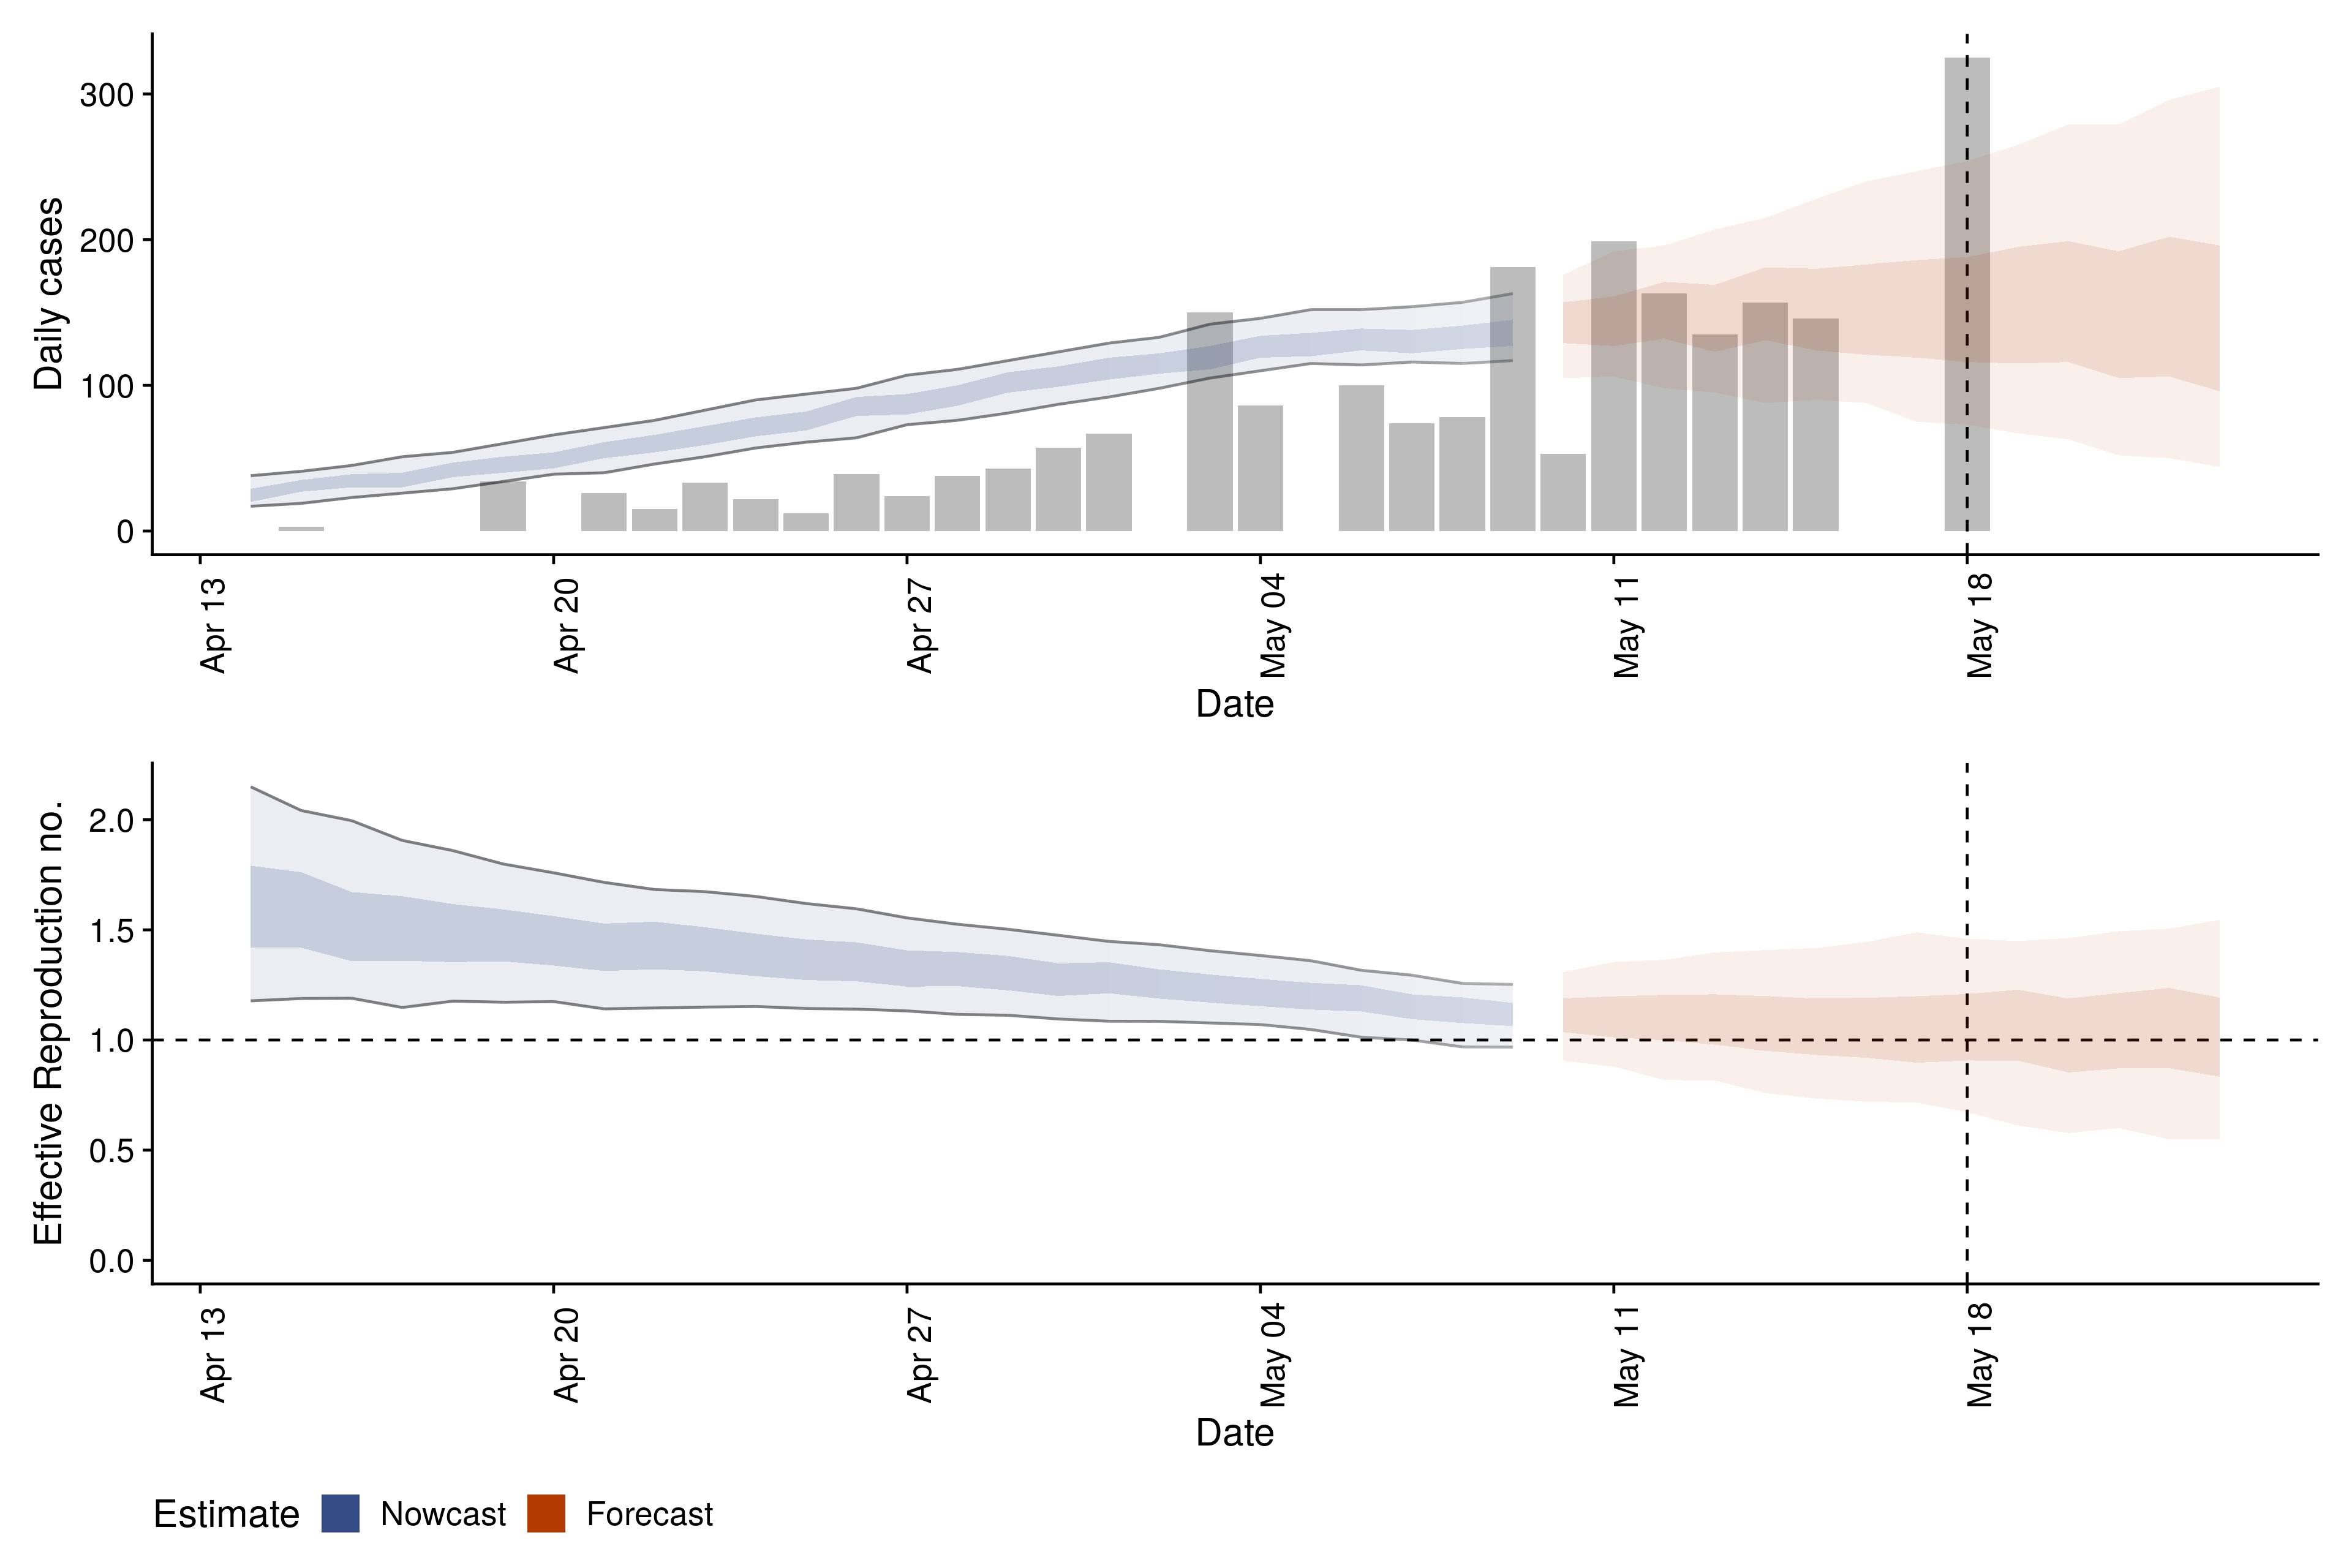 Daily cases
300
200
100
0
Apr 13
Apr 20
Apr 27
May 04
May 11
May 18
Date
Effective Reproduction no.
2.0
1.5
1.0
0.5
0.0
Apr 13
Apr 20
Apr 27
May 04
May 11
May 18
Date
Estimate Nowcast Forecast